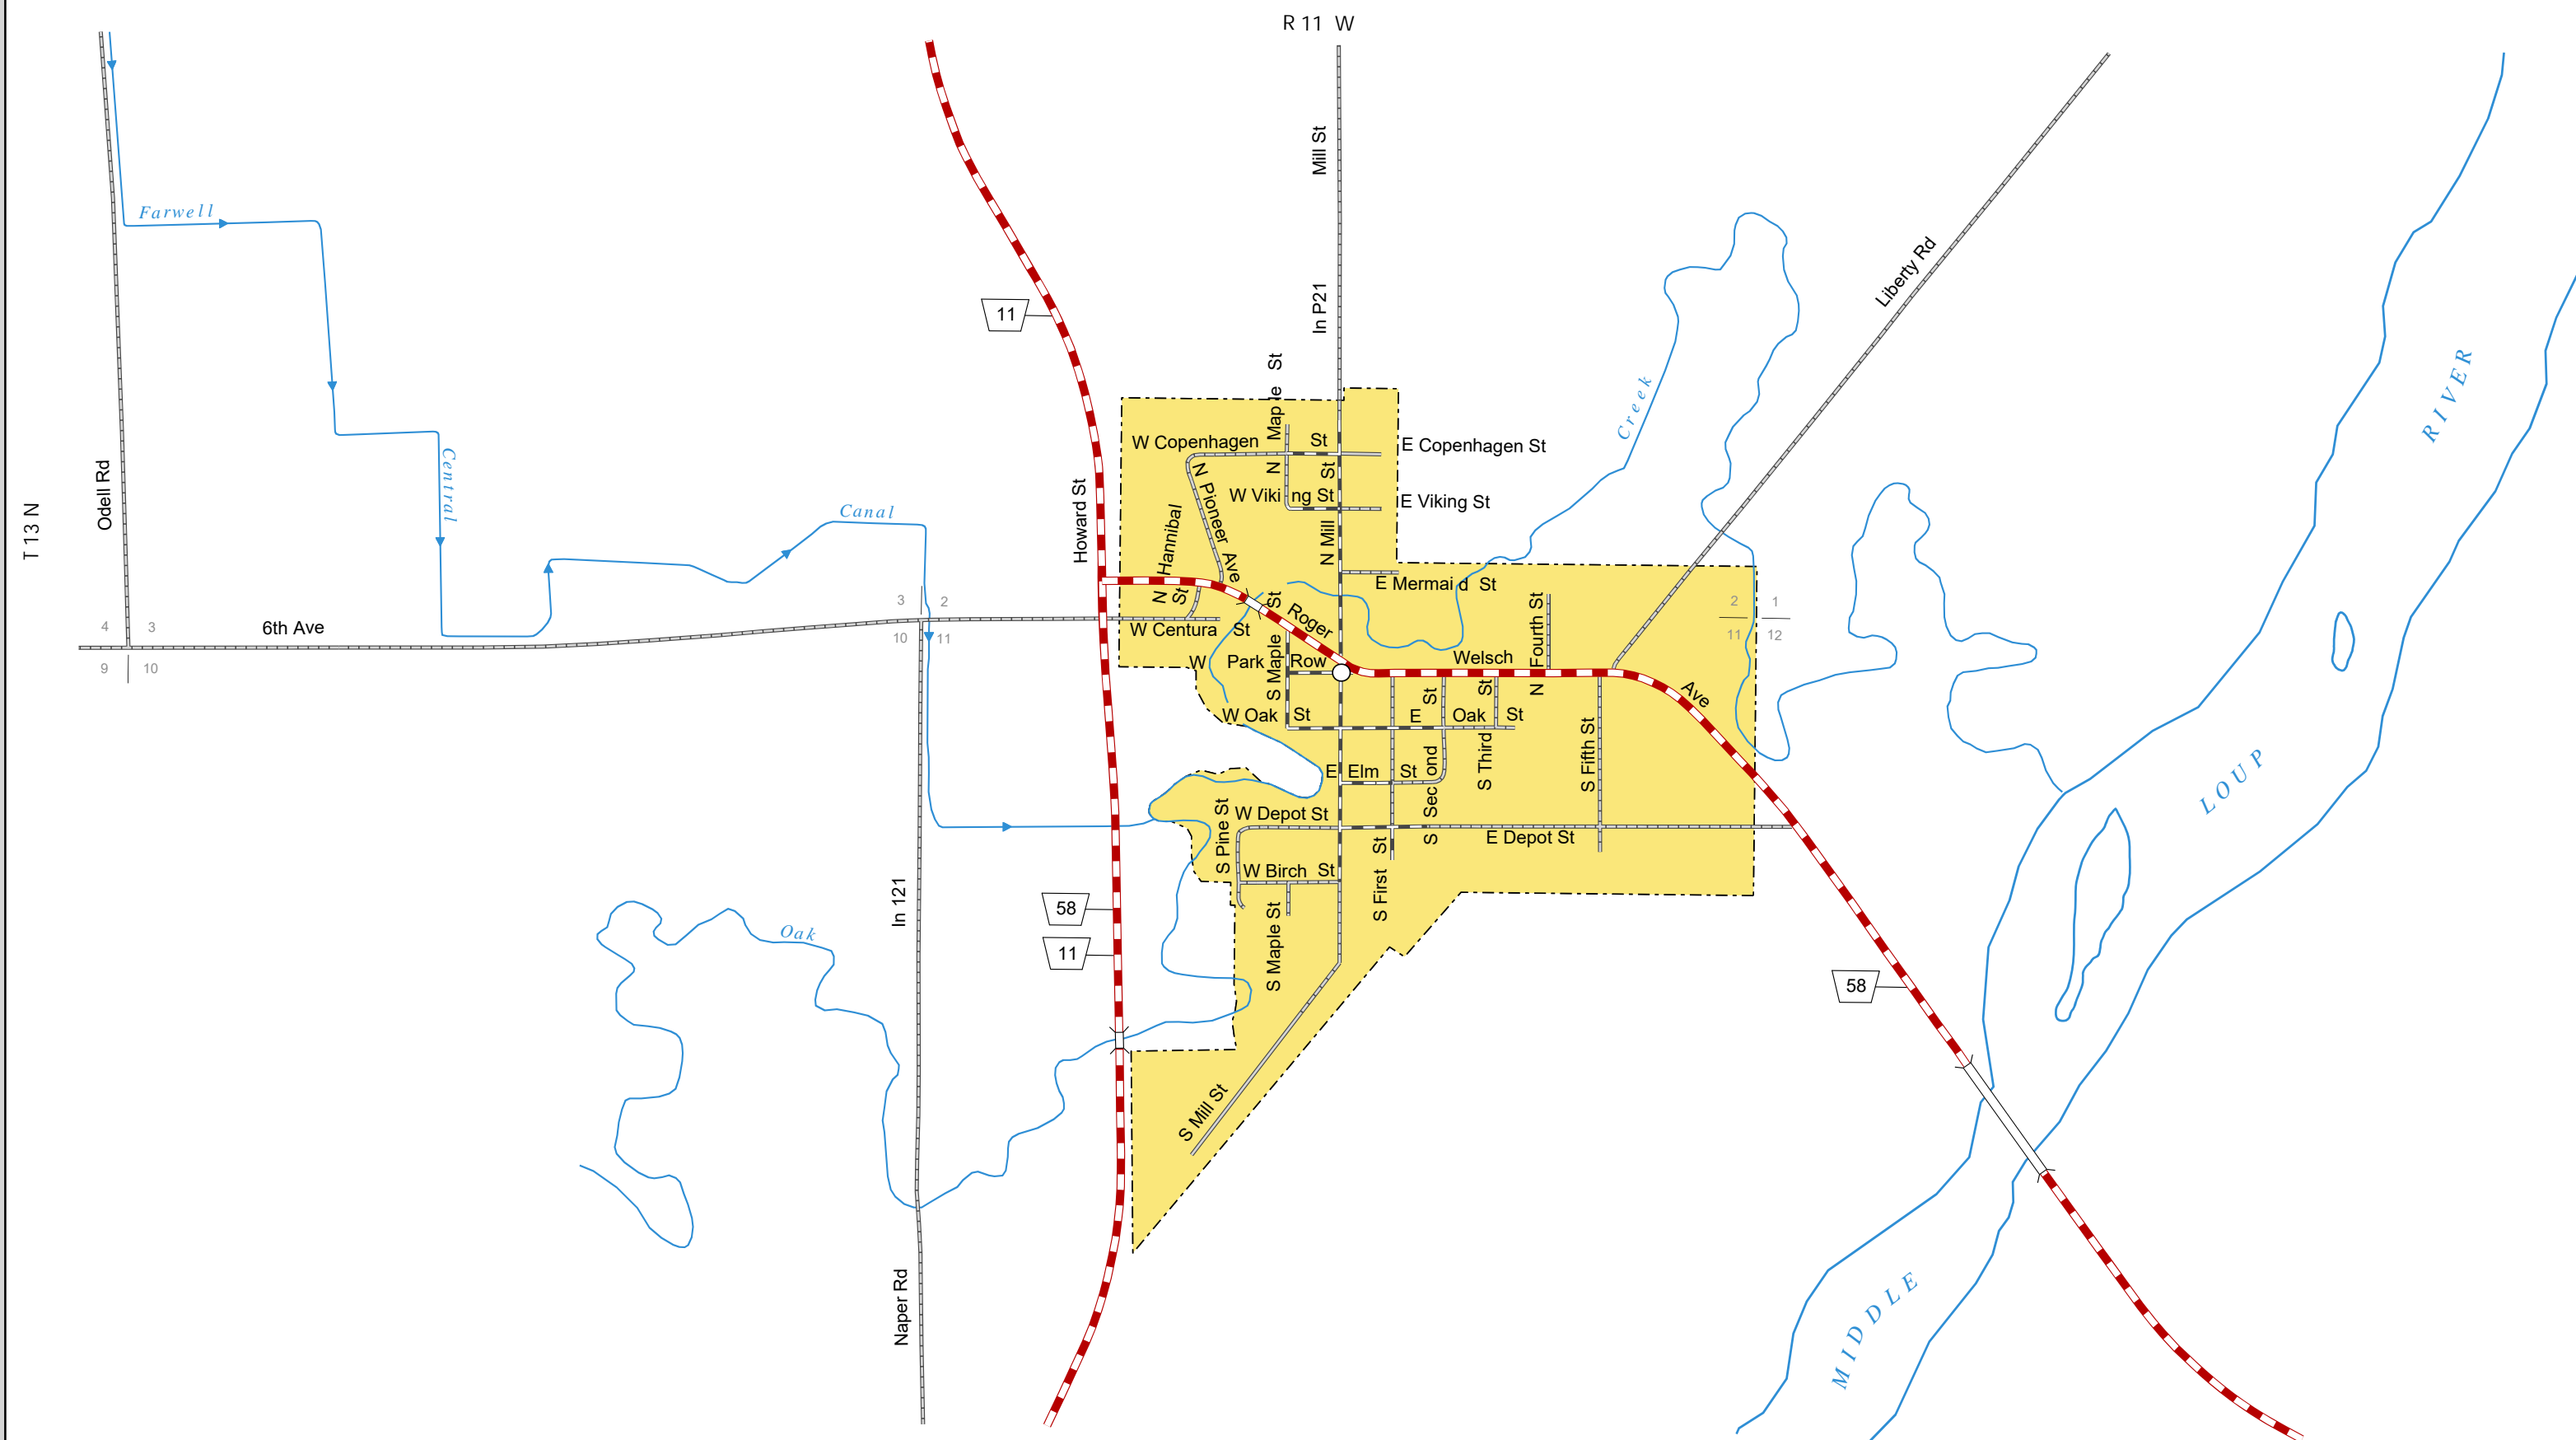 R 11 W
T 13 N
Farwell
Central
Canal
Odell Rd
6th Ave
4 3
9 10
3 2
10 11
2 1
11 12
11
Howard St
Mill St
In P21
N Maple St
W Copenhagen St
E Copenhagen St
W Viking St
E Viking St
N Pioneer Ave
N Hannibal St
N Mill St
E Mermaid St
Creek
Liberty Rd
W Centura St
Roger Welsch Ave
W Park Row
S Maple St
N Fourth St
W Oak St
E Oak St
E Elm St
S Second St
S Third St
S Fifth St
W Depot St
E Depot St
S Pine St
W Birch St
S First St
S Maple St
S Mill St
In 121
Naper Rd
Oak
58
11
58
MIDDLE LOUP RIVER